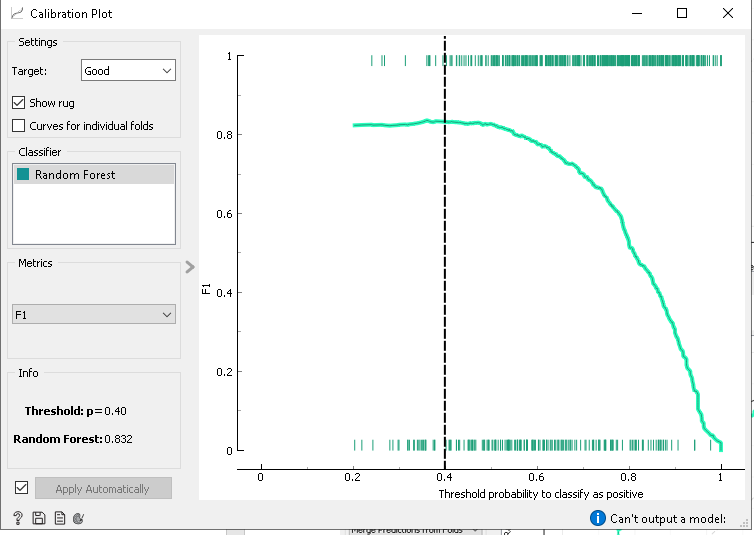 Calibration Plot
Settings
Target: Good
Show rug
Curves for individual folds
Classifier
Random Forest
Metrics
F1
Info
Threshold: p=0.40
Random Forest:0.832
Apply Automatically
1
0.8
0.6
0.4
0.2
0
F1
0 0.2 0.4 0.6 0.8 1
Threshold probability to classify as positive
Can't output a model:
Merge Predictions from Folds